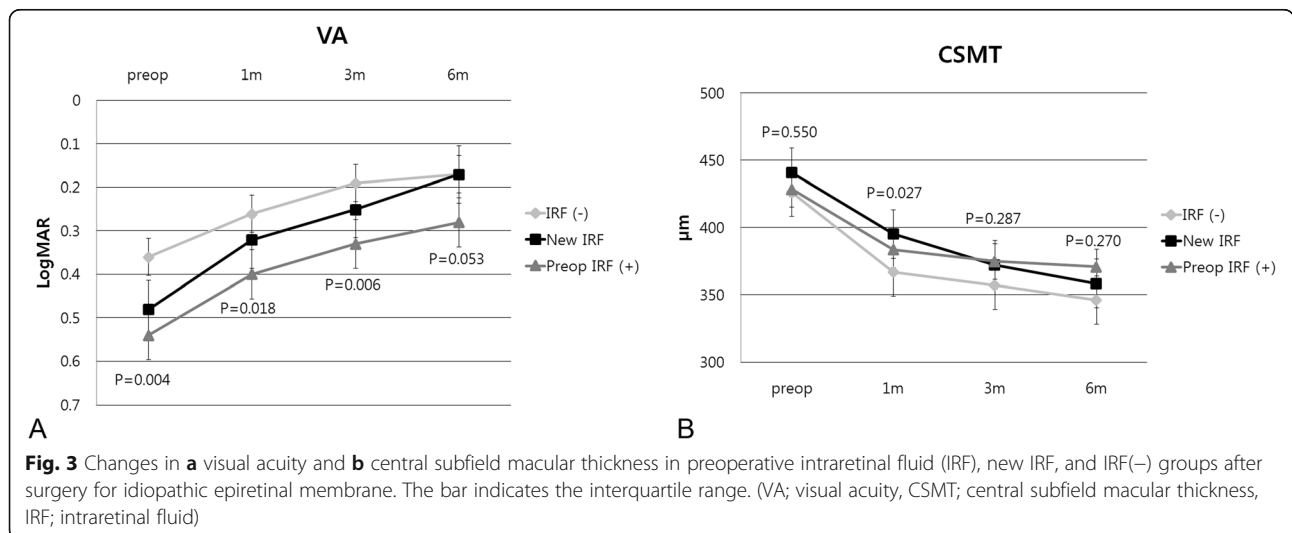 VA
preop 1m 3m 6m
0
0.1
0.2
0.3
0.4
0.5
0.6
0.7
LogMAR
P=0.004
P=0.018
P=0.006
P=0.053
IRF (-)
New IRF
Preop IRF (+)
A
CSMT
500
450
400
350
300
µm
P=0.550
P=0.027
P=0.287
P=0.270
preop 1m 3m 6m
IRF (-)
New IRF
Preop IRF (+)
B
Fig. 3 Changes in a visual acuity and b central subfield macular thickness in preoperative intraretinal fluid (IRF), new IRF, and IRF(−) groups after
surgery for idiopathic epiretinal membrane. The bar indicates the interquartile range. (VA; visual acuity, CSMT; central subfield macular thickness,
IRF; intraretinal fluid)